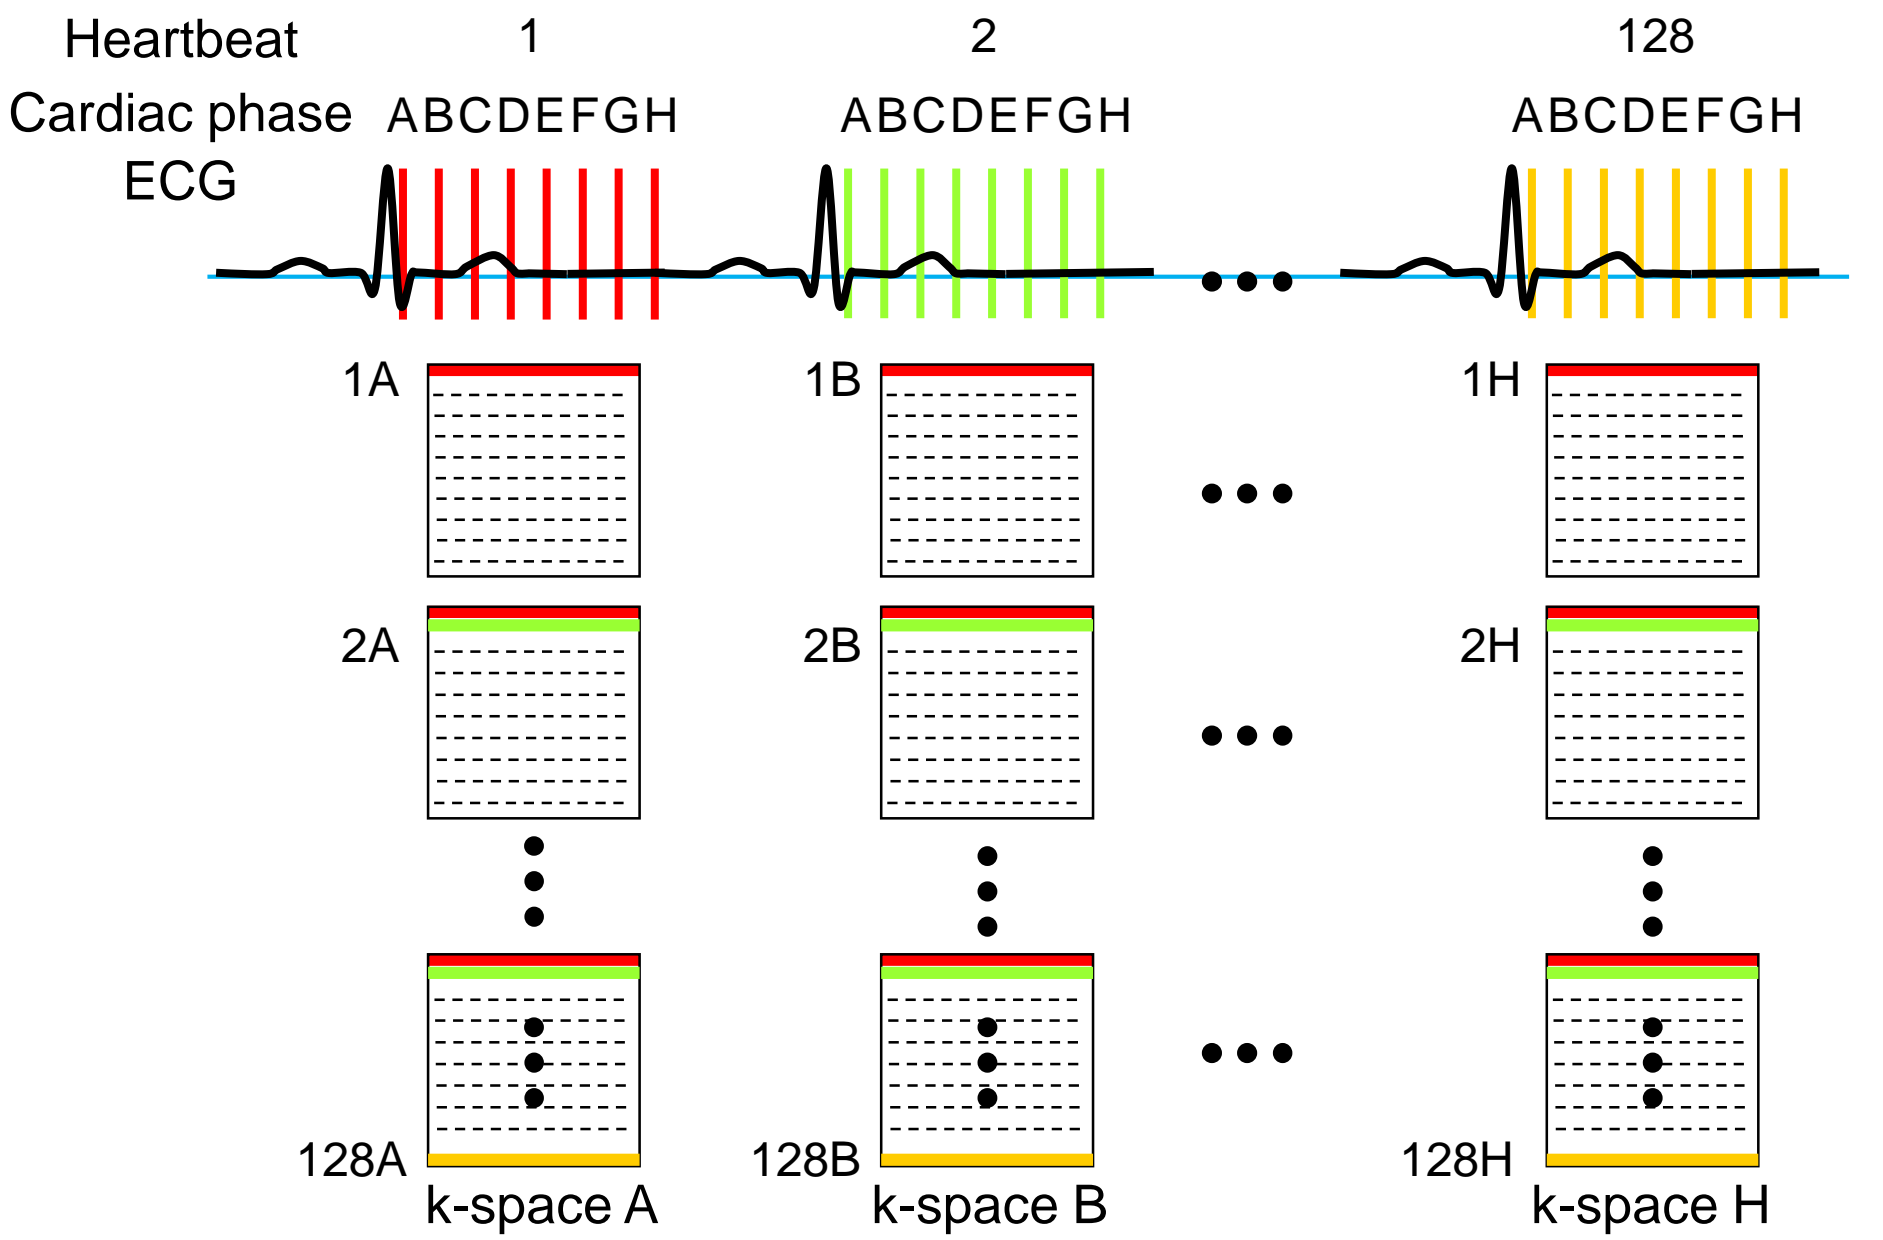 Heartbeat 1 2 128
Cardiac phase ABCDEFGH ABCDEFGH ABCDEFGH
ECG
1A 1B 1H
2A 2B 2H
128A 128B 128H
k-space A k-space B k-space H